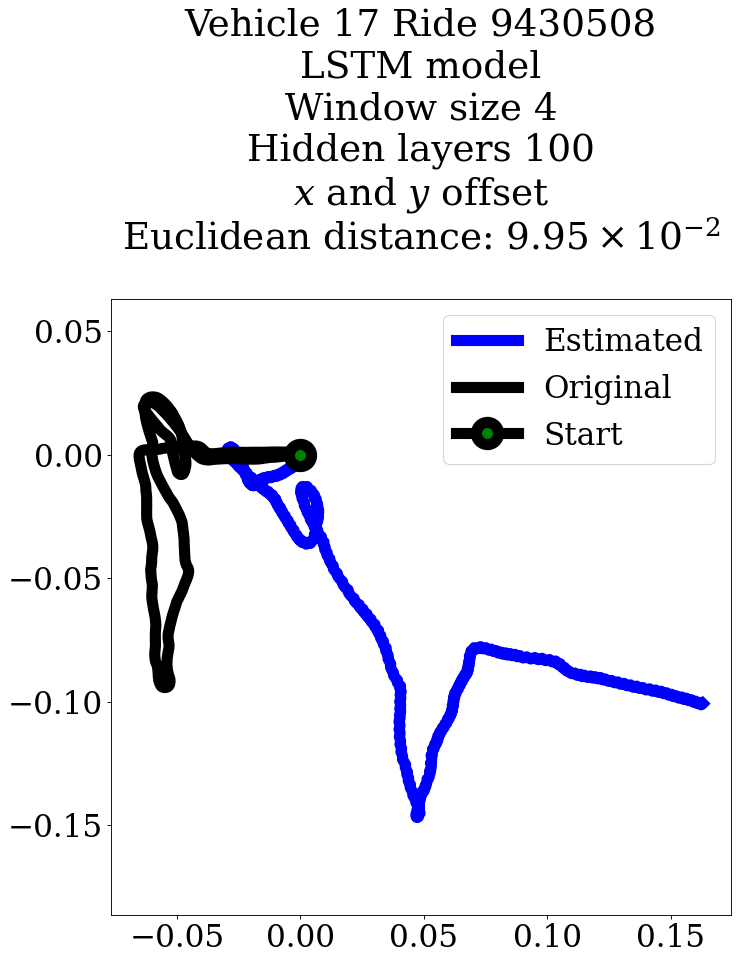 Vehicle 17 Ride 9430508
LSTM model
Window size 4
Hidden layers 100
x and y offset
Euclidean distance: 9.95 × 10⁻²
Estimated
Original
Start
0.05
0.00
−0.05
−0.10
−0.15
−0.05 0.00 0.05 0.10 0.15